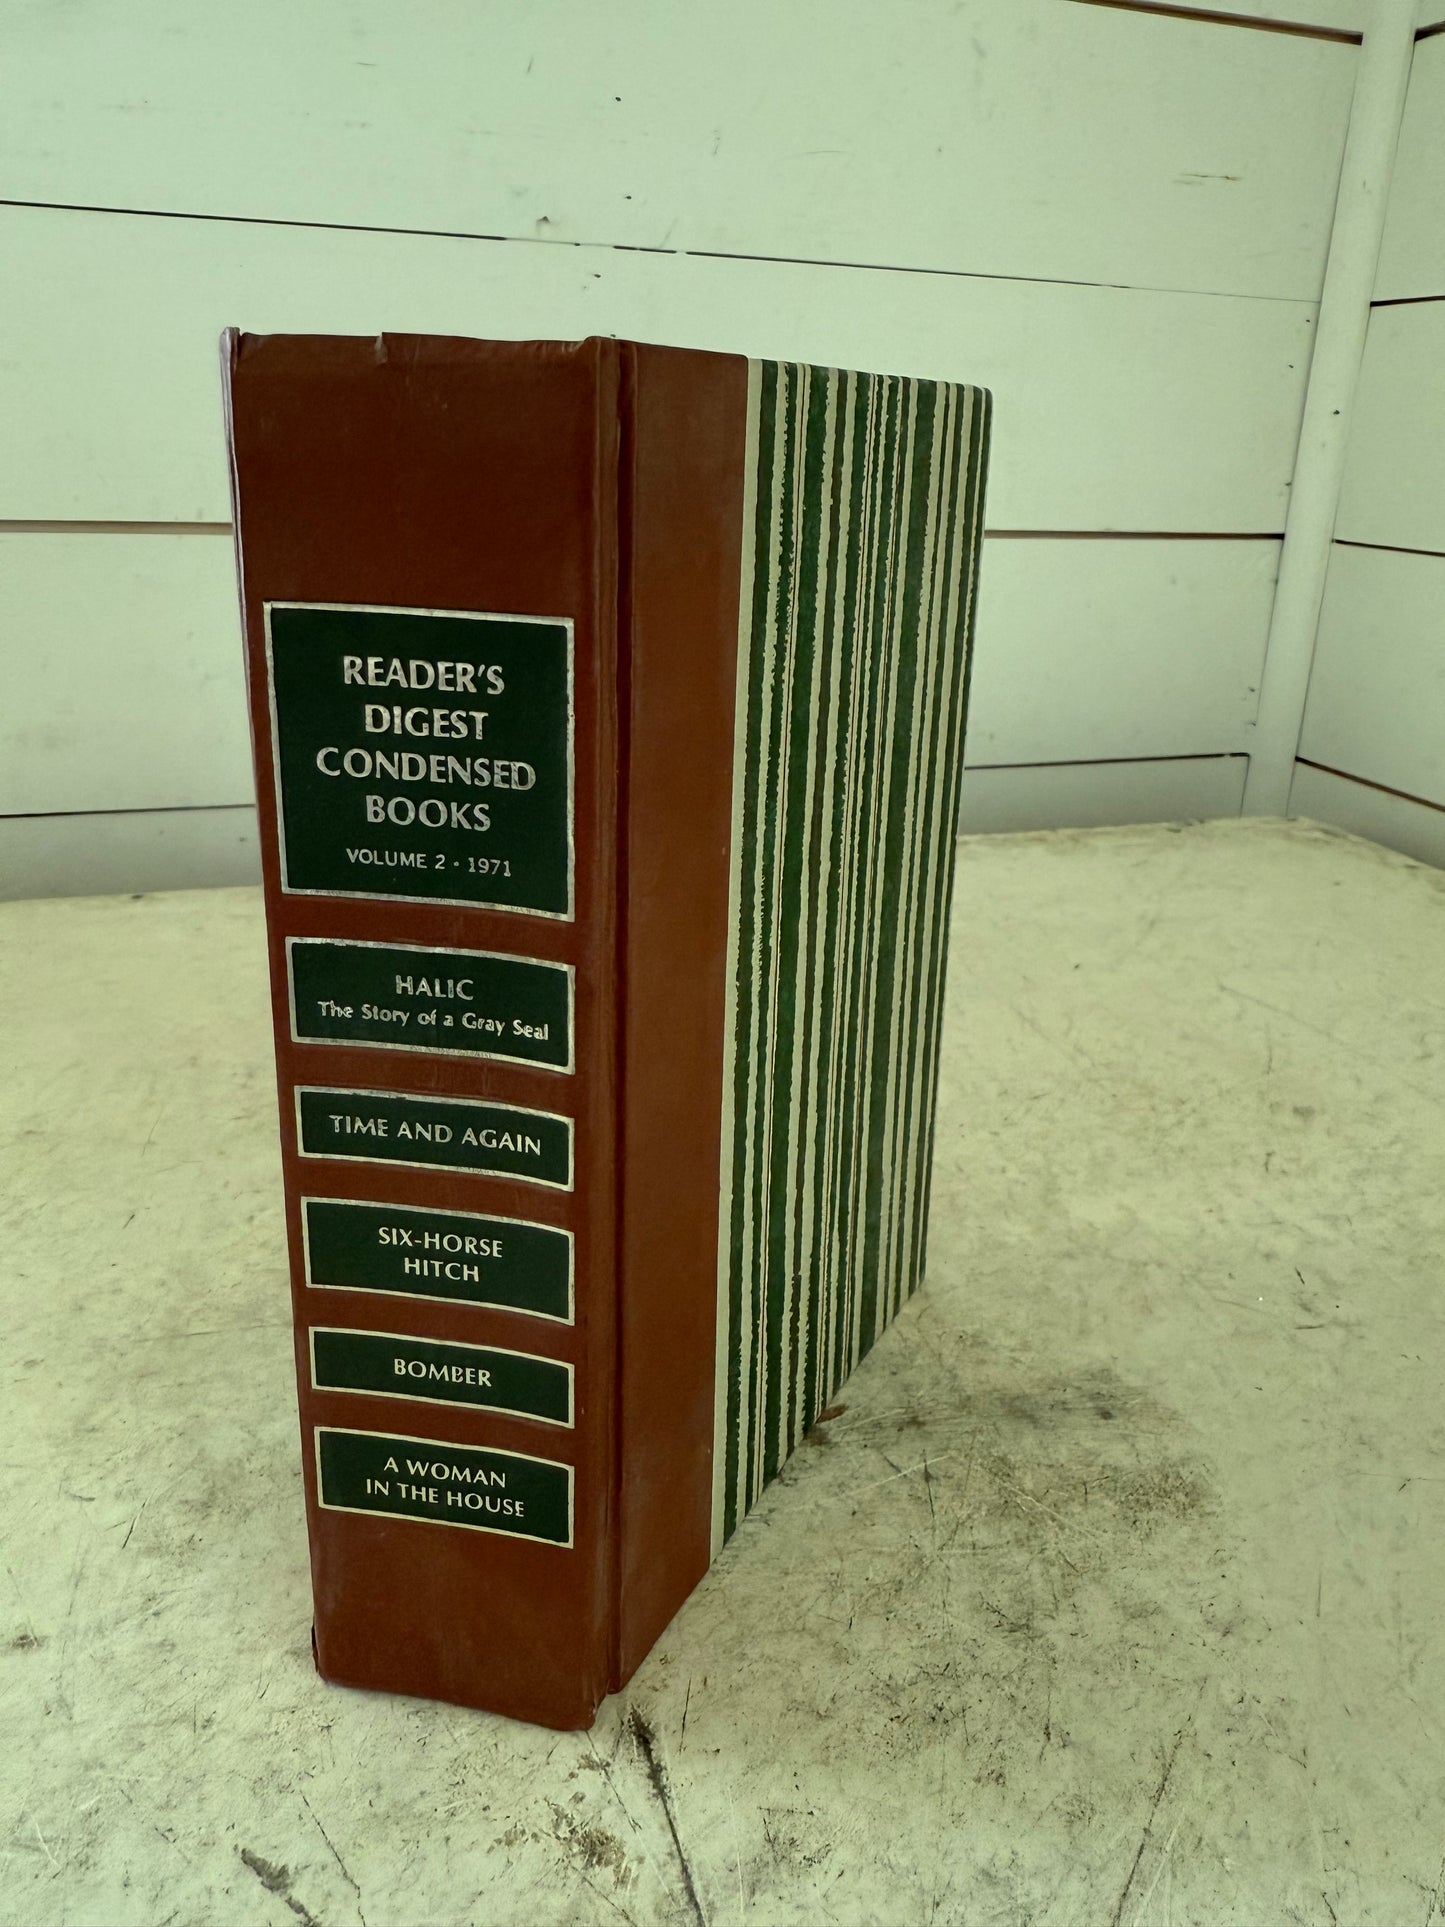 READER'S
DIGEST
CONDENSED
BOOKS
VOLUME 2 · 1971
HALIC
The Story of a Gray Seal
TIME AND AGAIN
SIX-HORSE
HITCH
BOMBER
A WOMAN
IN THE HOUSE